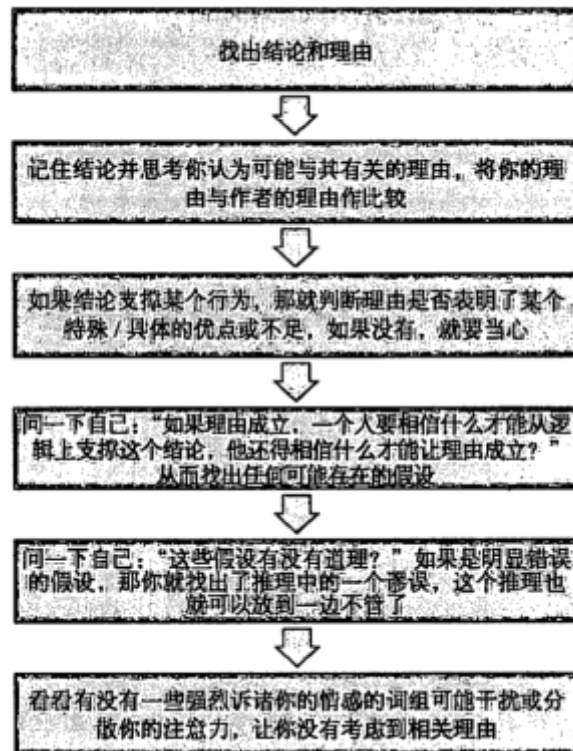 找出结论和理由
记住结论并思考你认为可能与其有关的理由，将你的理
由与作者的理由作比较
如果结论支持某个行为，那就判断理由是否表明了某个
特殊/具体的优点或不足，如果没有，就要当心
问一下自己：“如果理由成立，一个人要相信什么才能从逻
辑上支持这个结论，他还得相信什么才能让理由成立？”
从而找出任何可能存在的假设
问一下自己：“这些假设有没有道理？”如果是明显错误
的假设，那你就找出了推理中的一个谬误，这个推理也
就可以放到一边不管了
看看有没有一些强烈诉诸你的情感的词组可能干扰或分
散你的注意力，让你没有考虑到相关理由